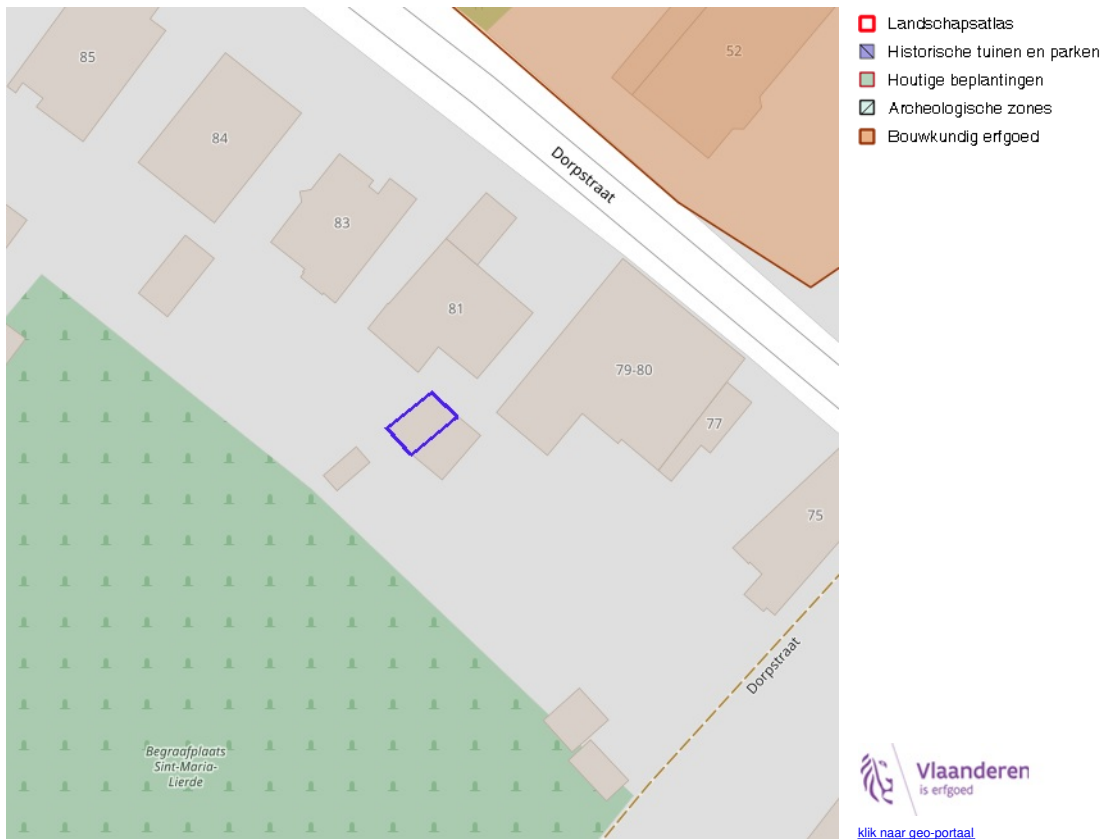 85
52
84
Dorpstraat
83
81
79-80
77
75
Dorpstraat
Begraafplaats
Sint-Maria-
Lierde
Landschapsatlas
Historische tuinen en parken
Houtige beplantingen
Archeologische zones
Bouwkundig erfgoed
Vlaanderen
is erfgoed
klik naar geo-portaal